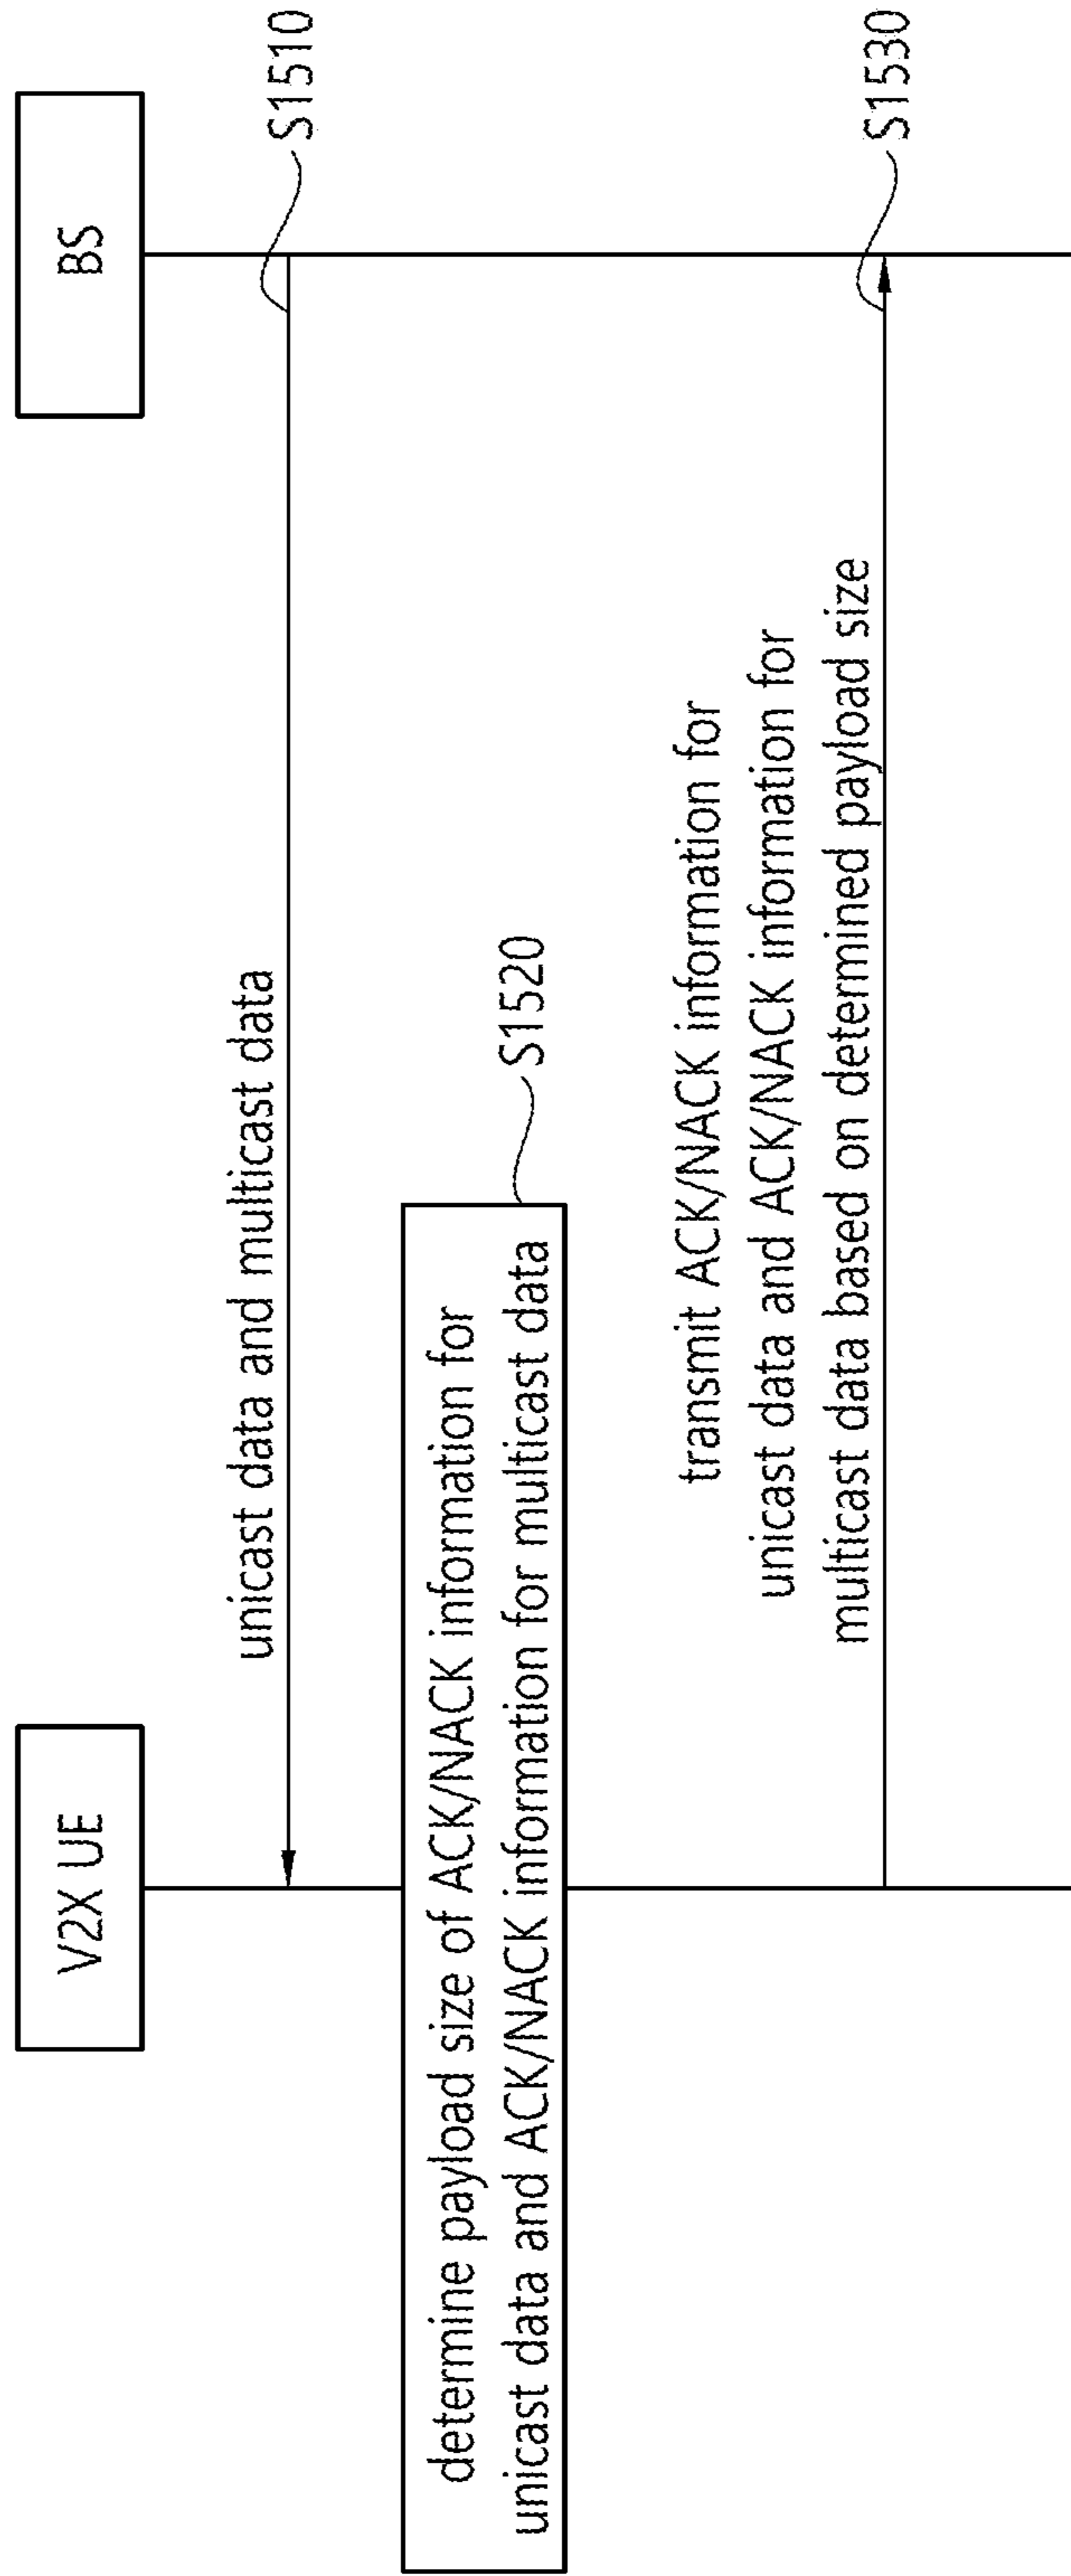 V2X UE
BS
unicast data and multicast data
S1510
determine payload size of ACK/NACK information for
unicast data and ACK/NACK information for multicast data
S1520
transmit ACK/NACK information for
unicast data and ACK/NACK information for
multicast data based on determined payload size
S1530